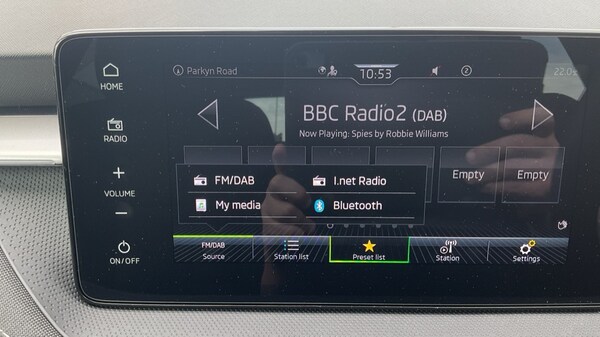 Parkyn Road
10:53
2
22.0°
HOME
RADIO
VOLUME
ON/OFF
BBC Radio2 (DAB)
Now Playing: Spies by Robbie Williams
FM/DAB
I.net Radio
My media
Bluetooth
Empty
Empty
FM/DAB
Source
Station list
Preset list
Station
Settings